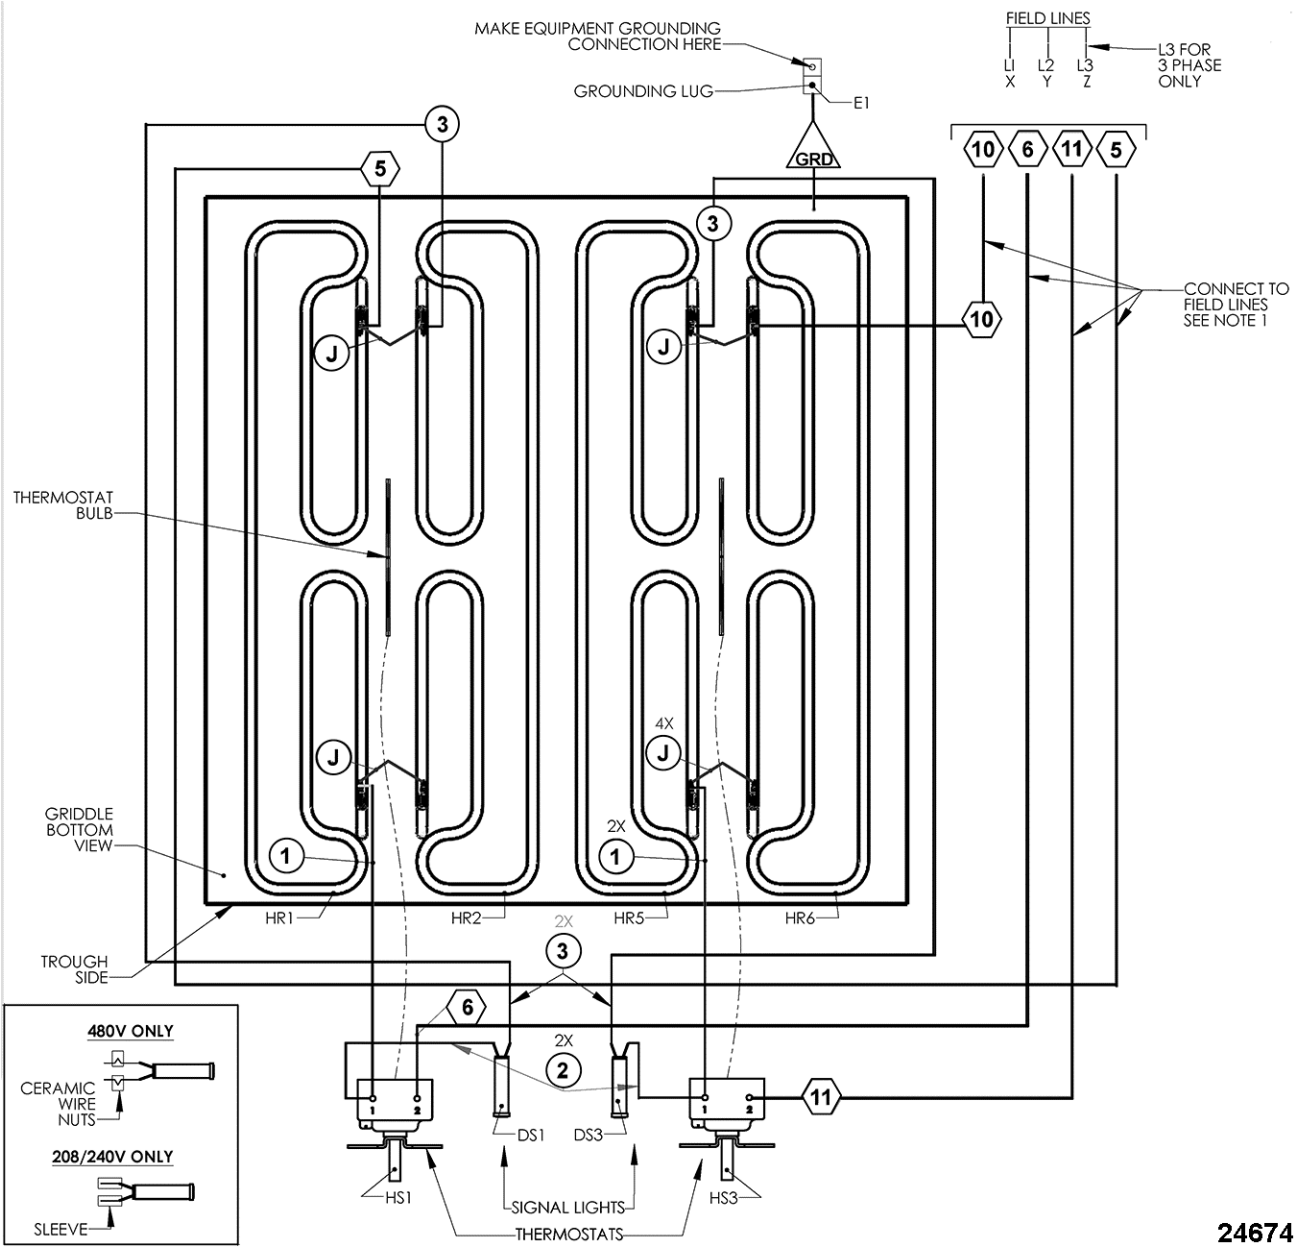 MAKE EQUIPMENT GROUNDING
CONNECTION HERE
GROUNDING LUG
E1
GRD
FIELD LINES
L1 L2 L3
X Y Z
L3 FOR
3 PHASE
ONLY
3
5
3
10 6 11 5
10
CONNECT TO
FIELD LINES
SEE NOTE 1
J
J
THERMOSTAT
BULB
4X
J
J
GRIDDLE
BOTTOM
VIEW
2X
1
1
HR1
HR2
HR5
HR6
TROUGH
SIDE
2X
3
6
2X
2
11
1 2
1 2
DS1
DS3
HS1
HS3
SIGNAL LIGHTS
THERMOSTATS
480V ONLY
CERAMIC
WIRE
NUTS
208/240V ONLY
SLEEVE
24674